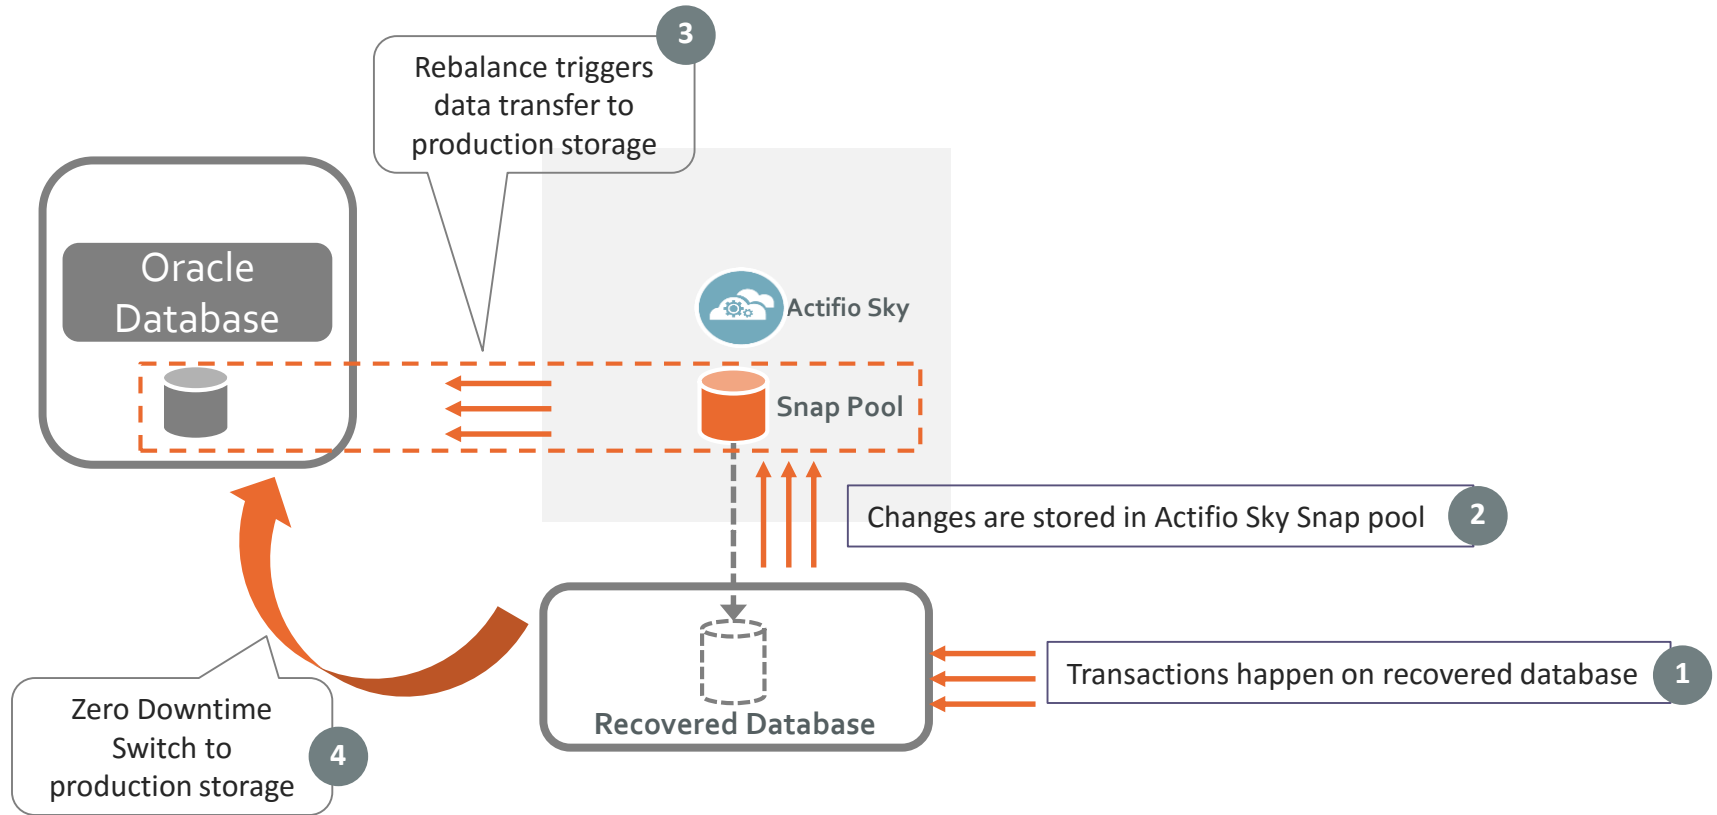 3
Rebalance triggers
data transfer to
production storage
Oracle
Database
Actifio Sky
Snap Pool
Changes are stored in Actifio Sky Snap pool
2
Transactions happen on recovered database
1
Recovered Database
Zero Downtime
Switch to
production storage
4